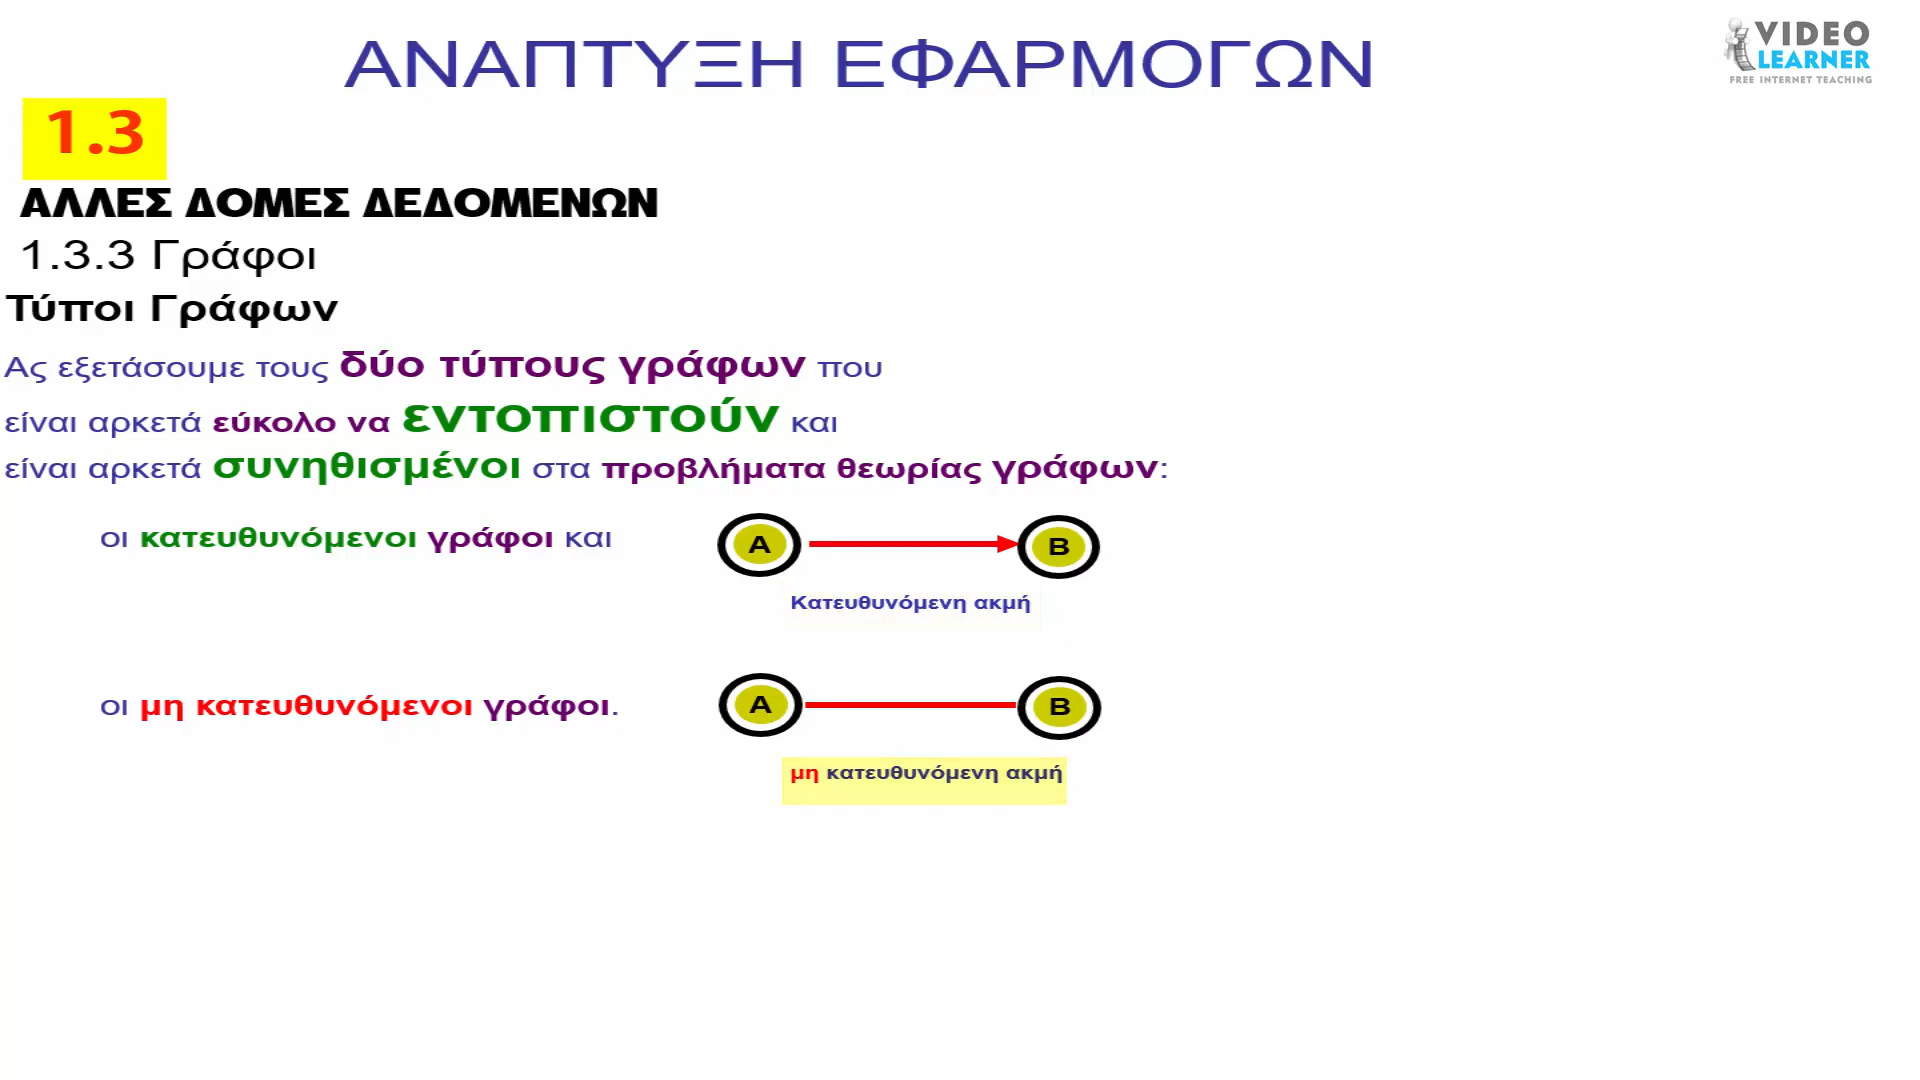 ΑΝΑΠΤΥΞΗ ΕΦΑΡΜΟΓΩΝ
VIDEO
LEARNER
FREE INTERNET TEACHING
1.3
ΑΛΛΕΣ ΔΟΜΕΣ ΔΕΔΟΜΕΝΩΝ
1.3.3 Γράφοι
Τύποι Γράφων
Ας εξετάσουμε τους δύο τύπους γράφων που
είναι αρκετά εύκολο να εντοπιστούν και
είναι αρκετά συνηθισμένοι στα προβλήματα θεωρίας γράφων:
οι κατευθυνόμενοι γράφοι και
A B
Κατευθυνόμενη ακμή
οι μη κατευθυνόμενοι γράφοι.
A B
μη κατευθυνόμενη ακμή